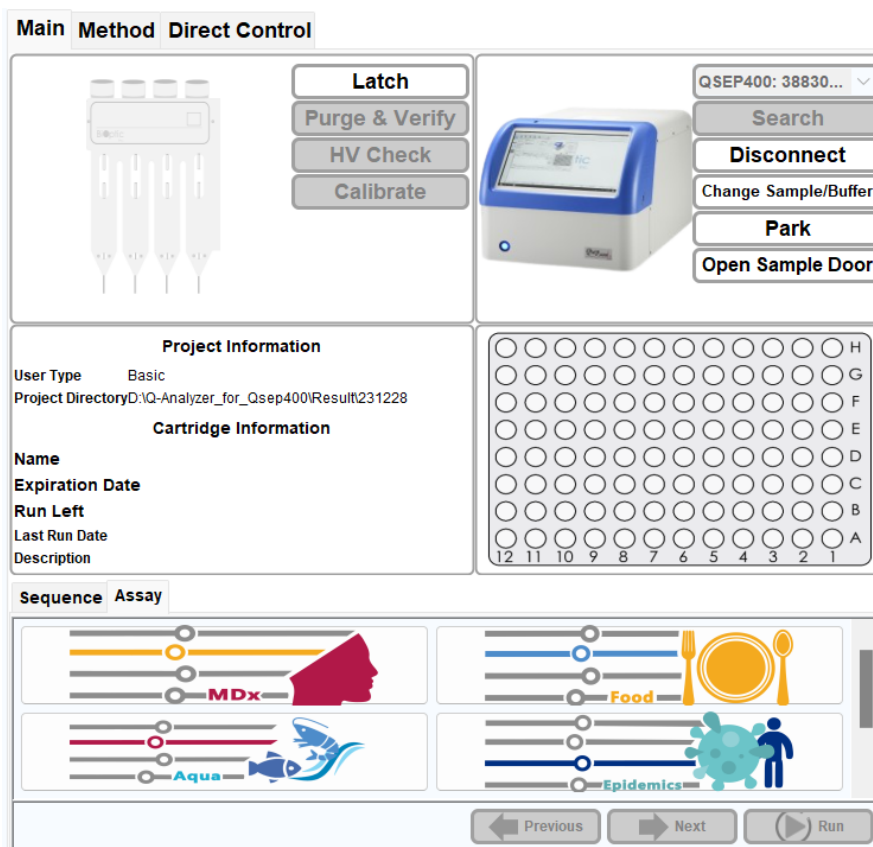 Main Method Direct Control
Latch
Purge & Verify
HV Check
Calibrate
QSEP400: 38830...
Search
Disconnect
Change Sample/Buffer
Park
Open Sample Door
Project Information
User Type Basic
Project Directory D:\Q-Analyzer_for_Qsep400\Result\231228
Cartridge Information
Name
Expiration Date
Run Left
Last Run Date
Description
H
G
F
E
D
C
B
A
12 11 10 9 8 7 6 5 4 3 2 1
Sequence Assay
MDx
Food
Aqua
Epidemics
Previous Next Run